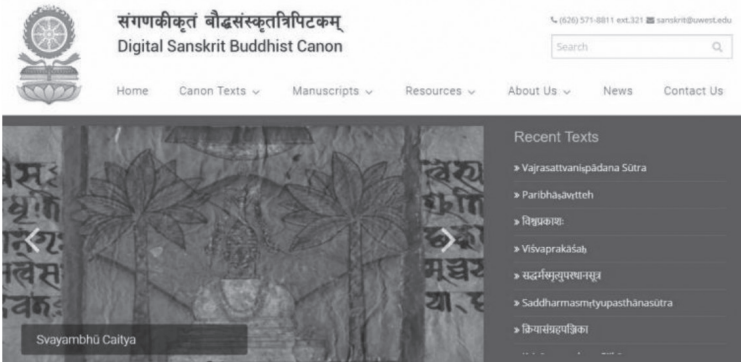 संगणकीकृतं बौद्धसंस्कृतत्रिपिटकम्
Digital Sanskrit Buddhist Canon
(626) 571-8811 ext.321 sanskrit@uwest.edu
Search
Home Canon Texts Manuscripts Resources About Us News Contact Us
Recent Texts
» Vajrasattvaniṣpādana Sūtra
» Paribhāṣāvṛtteh
» विश्वप्रकाशः
» Viśvaprakāśaḥ
» सद्धर्मस्मृत्युपस्थानसूत्र
» Saddharmasmṛtyupasthānasūtra
» क्रियासंग्रहपञ्जिका
Svayambhū Caitya